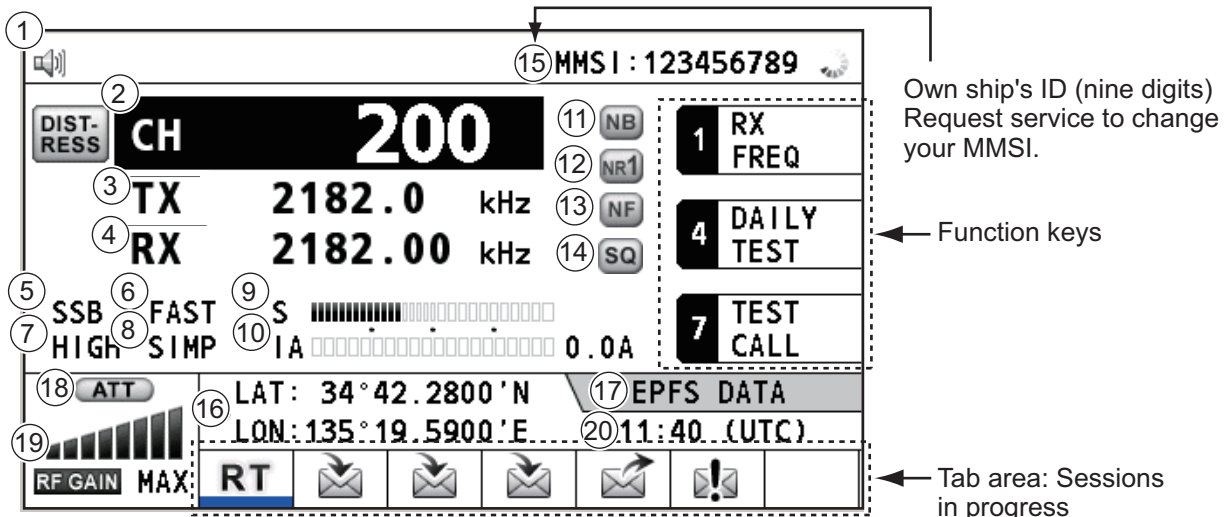 1
15 MMSI:123456789
Own ship's ID (nine digits)
Request service to change
your MMSI.
2
DIST-
RESS
CH 200
3 TX 2182.0 kHz
4 RX 2182.00 kHz
11 NB
12 NR1
13 NF
14 SQ
1 RX
FREQ
4 DAILY
TEST
7 TEST
CALL
Function keys
5 SSB 6 FAST 9 S
7 HIGH 8 SIMP 10 IA 0.0A
18 ATT
16 LAT: 34°42.2800'N 17 EPFS DATA
LON:135°19.5900'E 20 11:40 (UTC)
19
RF GAIN MAX
RT
Tab area: Sessions
in progress